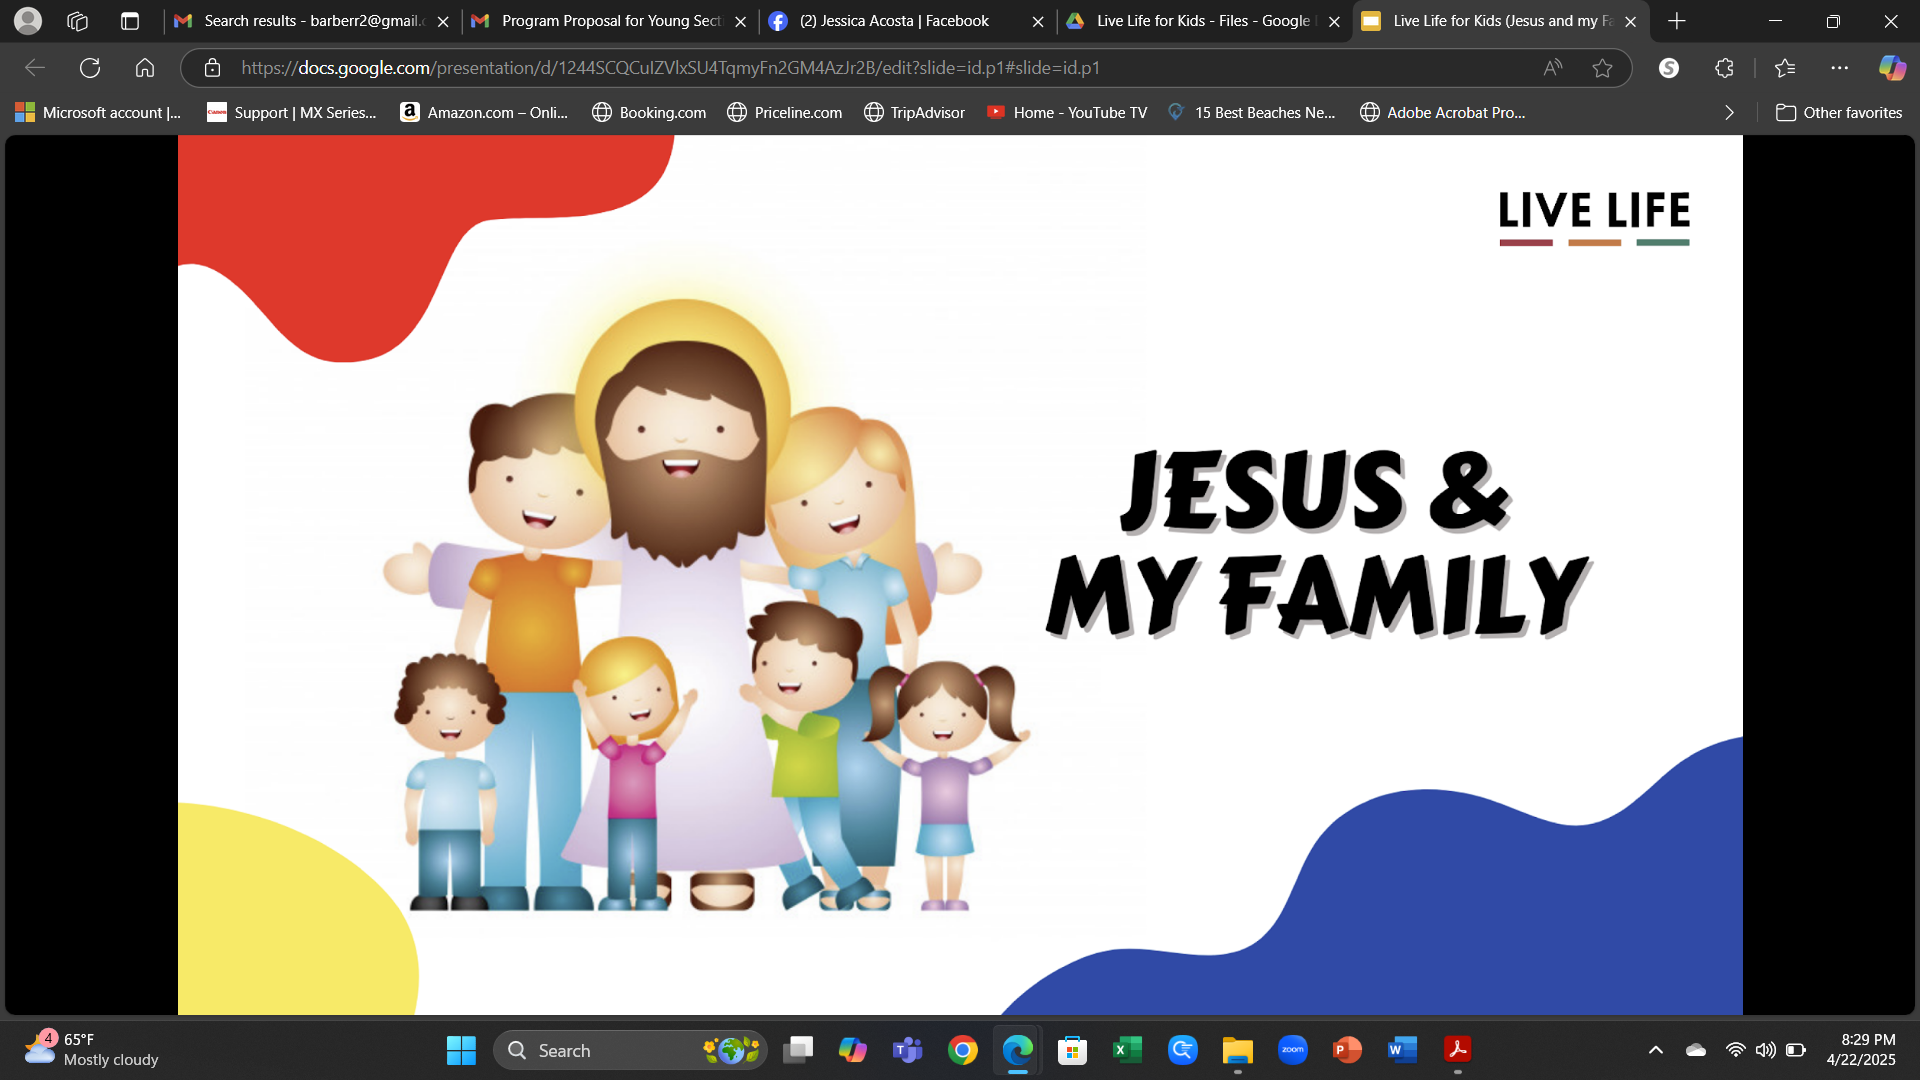 Search results - barberr2@gmail.c
Program Proposal for Young Secti
(2) Jessica Acosta | Facebook
Live Life for Kids - Files - Google
Live Life for Kids (Jesus and my Fa
https://docs.google.com/presentation/d/1244SCQCuIZVlxSU4TqmyFn2GM4AzJr2B/edit?slide=id.p1#slide=id.p1
Microsoft account |...
Support | MX Series...
Amazon.com – Onli...
Booking.com
Priceline.com
TripAdvisor
Home - YouTube TV
15 Best Beaches Ne...
Adobe Acrobat Pro...
Other favorites
LIVE LIFE
JESUS &
MY FAMILY
4
65°F
Mostly cloudy
Search
zoom
8:29 PM
4/22/2025